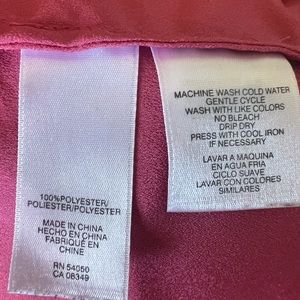 100%POLYESTER/
POLIESTER/POLYESTER
MADE IN CHINA
HECHO EN CHINA
FABRIQUÉ EN
CHINE
RN 54050
CA 08349
MACHINE WASH COLD WATER
GENTLE CYCLE
WASH WITH LIKE COLORS
NO BLEACH
DRIP DRY
PRESS WITH COOL IRON
IF NECESSARY
LAVAR A MAQUINA
EN AGUA FRIA
CICLO SUAVE
LAVAR CON COLORES
SIMILARES